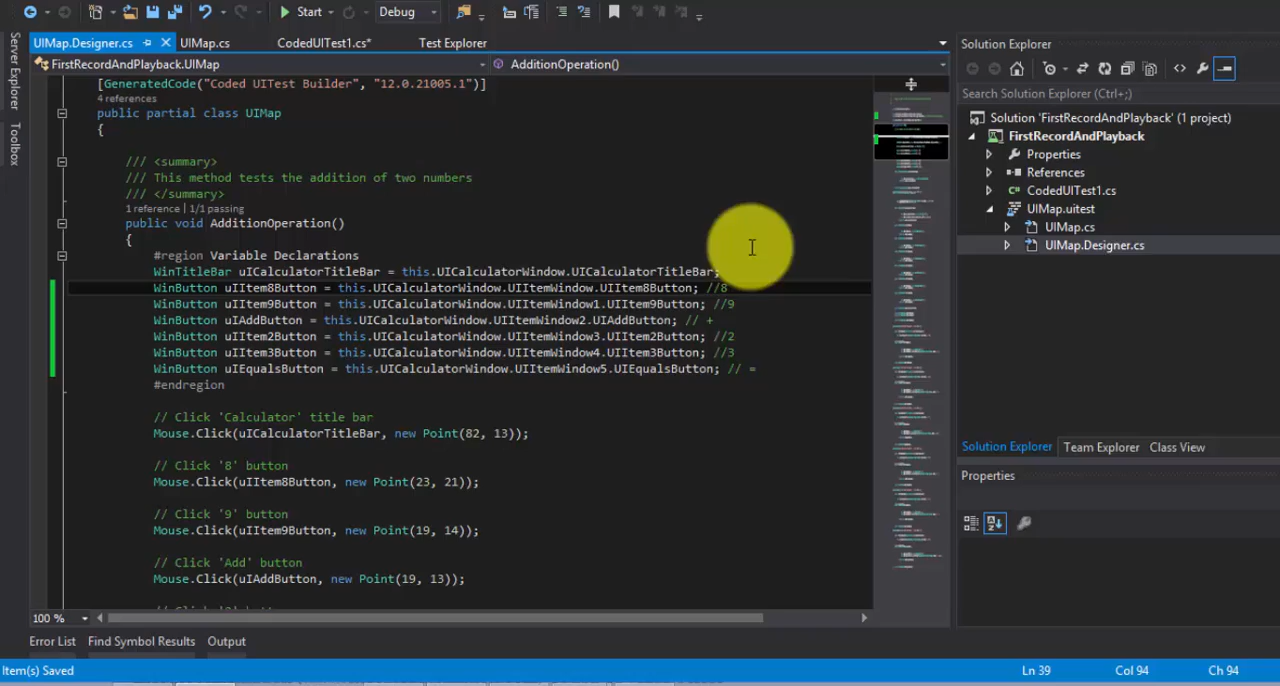 Start
Debug
UIMap.Designer.cs
UIMap.cs
CodedUITest1.cs*
Test Explorer
FirstRecordAndPlayback.UIMap
AdditionOperation()
Server Explorer
Toolbox
[GeneratedCode("Coded UITest Builder", "12.0.21005.1")]
4 references
public partial class UIMap
{
/// <summary>
/// This method tests the addition of two numbers
/// </summary>
1 reference | 1/1 passing
public void AdditionOperation()
{
#region Variable Declarations
WinTitleBar uICalculatorTitleBar = this.UICalculatorWindow.UICalculatorTitleBar;
WinButton uIItem8Button = this.UICalculatorWindow.UIItemWindow.UIItem8Button; //8
WinButton uIItem9Button = this.UICalculatorWindow.UIItemWindow1.UIItem9Button; //9
WinButton uIAddButton = this.UICalculatorWindow.UIItemWindow2.UIAddButton; // +
WinButton uIItem2Button = this.UICalculatorWindow.UIItemWindow3.UIItem2Button; //2
WinButton uIItem3Button = this.UICalculatorWindow.UIItemWindow4.UIItem3Button; //3
WinButton uIEqualsButton = this.UICalculatorWindow.UIItemWindow5.UIEqualsButton; // =
#endregion
// Click 'Calculator' title bar
Mouse.Click(uICalculatorTitleBar, new Point(82, 13));
// Click '8' button
Mouse.Click(uIItem8Button, new Point(23, 21));
// Click '9' button
Mouse.Click(uIItem9Button, new Point(19, 14));
// Click 'Add' button
Mouse.Click(uIAddButton, new Point(19, 13));
100 %
Error List
Find Symbol Results
Output
Item(s) Saved
Ln 39
Col 94
Ch 94
Solution Explorer
Search Solution Explorer (Ctrl+;)
Solution 'FirstRecordAndPlayback' (1 project)
FirstRecordAndPlayback
Properties
References
CodedUITest1.cs
UIMap.uitest
UIMap.cs
UIMap.Designer.cs
Solution Explorer
Team Explorer
Class View
Properties